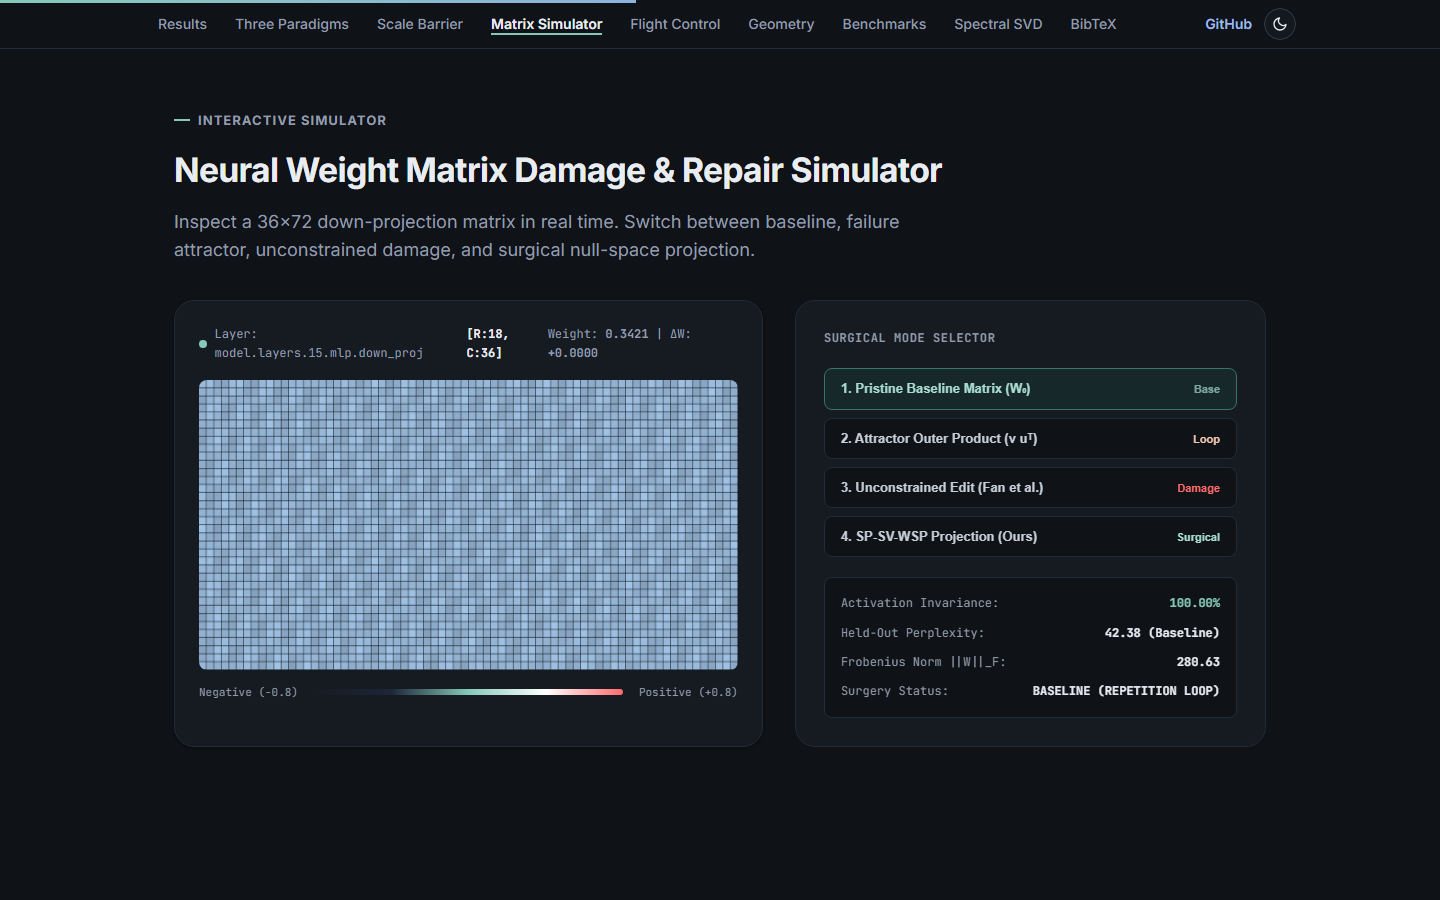 Results Three Paradigms Scale Barrier Matrix Simulator Flight Control Geometry Benchmarks Spectral SVD BibTeX GitHub
INTERACTIVE SIMULATOR
Neural Weight Matrix Damage & Repair Simulator
Inspect a 36×72 down-projection matrix in real time. Switch between baseline, failure
attractor, unconstrained damage, and surgical null-space projection.
Layer:
model.layers.15.mlp.down_proj
[R:18,
C:36]
Weight: 0.3421 | ΔW:
+0.0000
Negative (-0.8)
Positive (+0.8)
SURGICAL MODE SELECTOR
1. Pristine Baseline Matrix (W₀) Base
2. Attractor Outer Product (v uᵀ) Loop
3. Unconstrained Edit (Fan et al.) Damage
4. SP-SV-WSP Projection (Ours) Surgical
Activation Invariance: 100.00%
Held-Out Perplexity: 42.38 (Baseline)
Frobenius Norm ||W||_F: 280.63
Surgery Status: BASELINE (REPETITION LOOP)